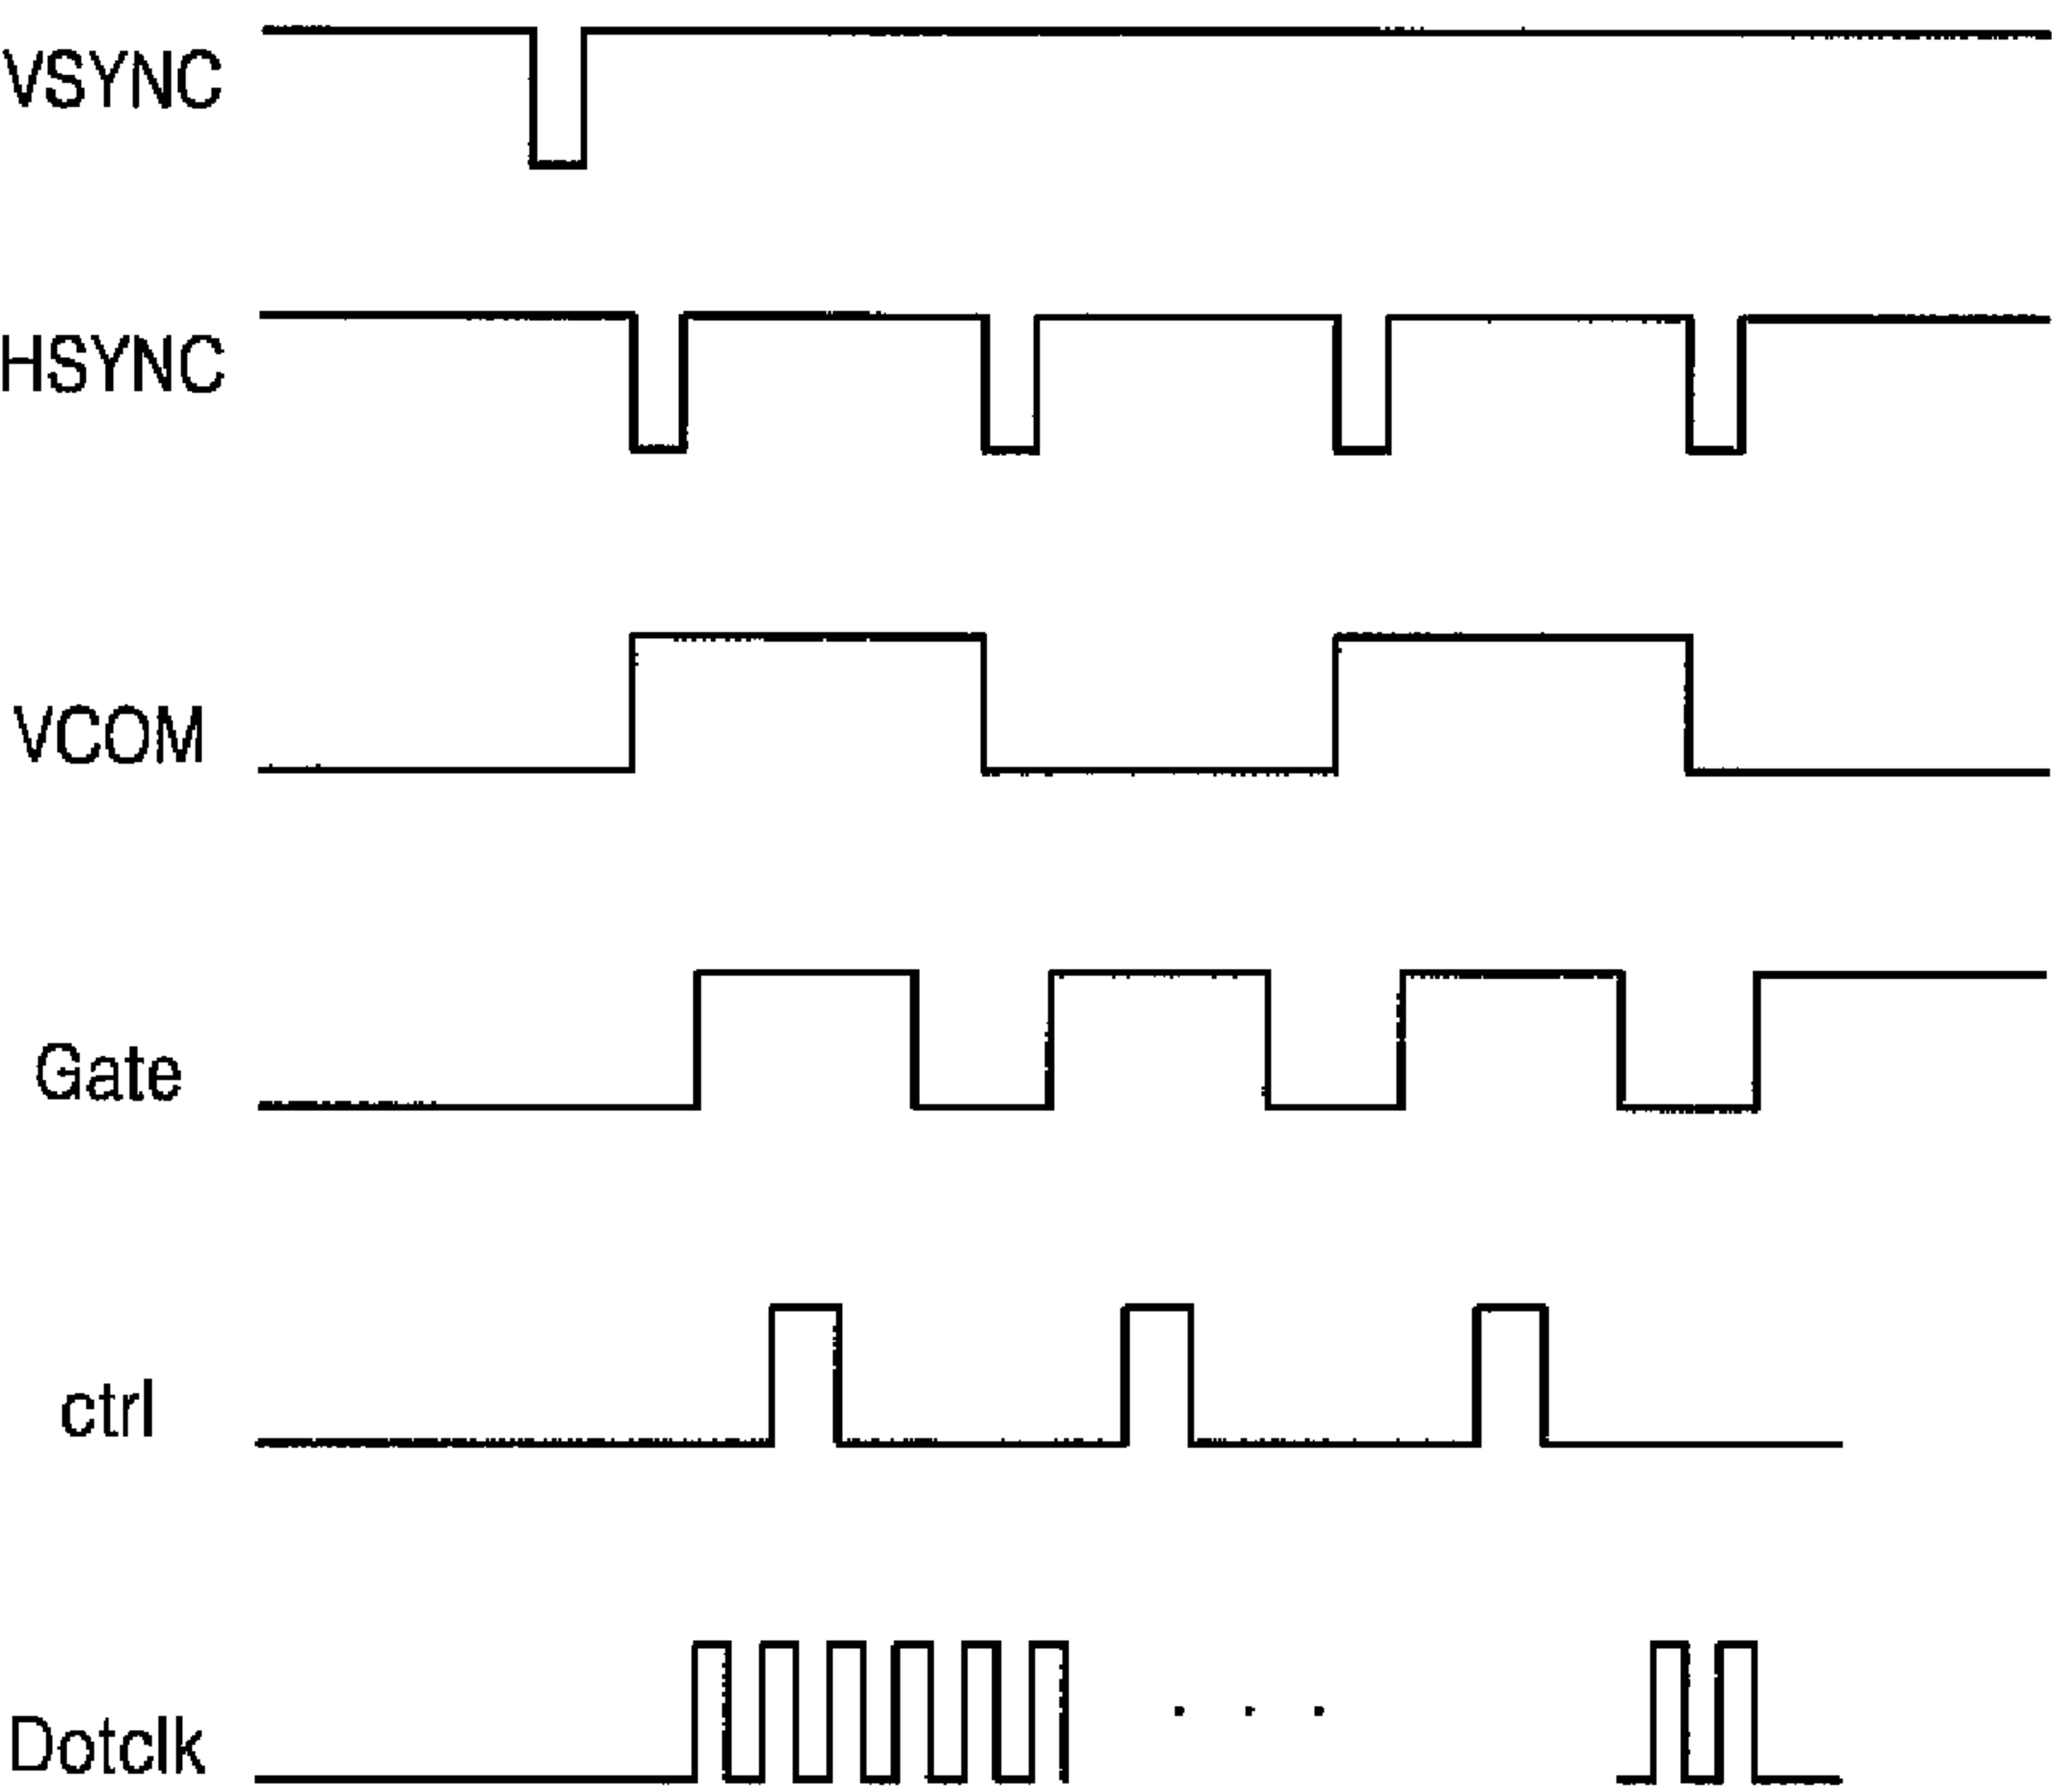 VSYNC
HSYNC
VCOM
Gate
ctrl
Dotclk
. . .